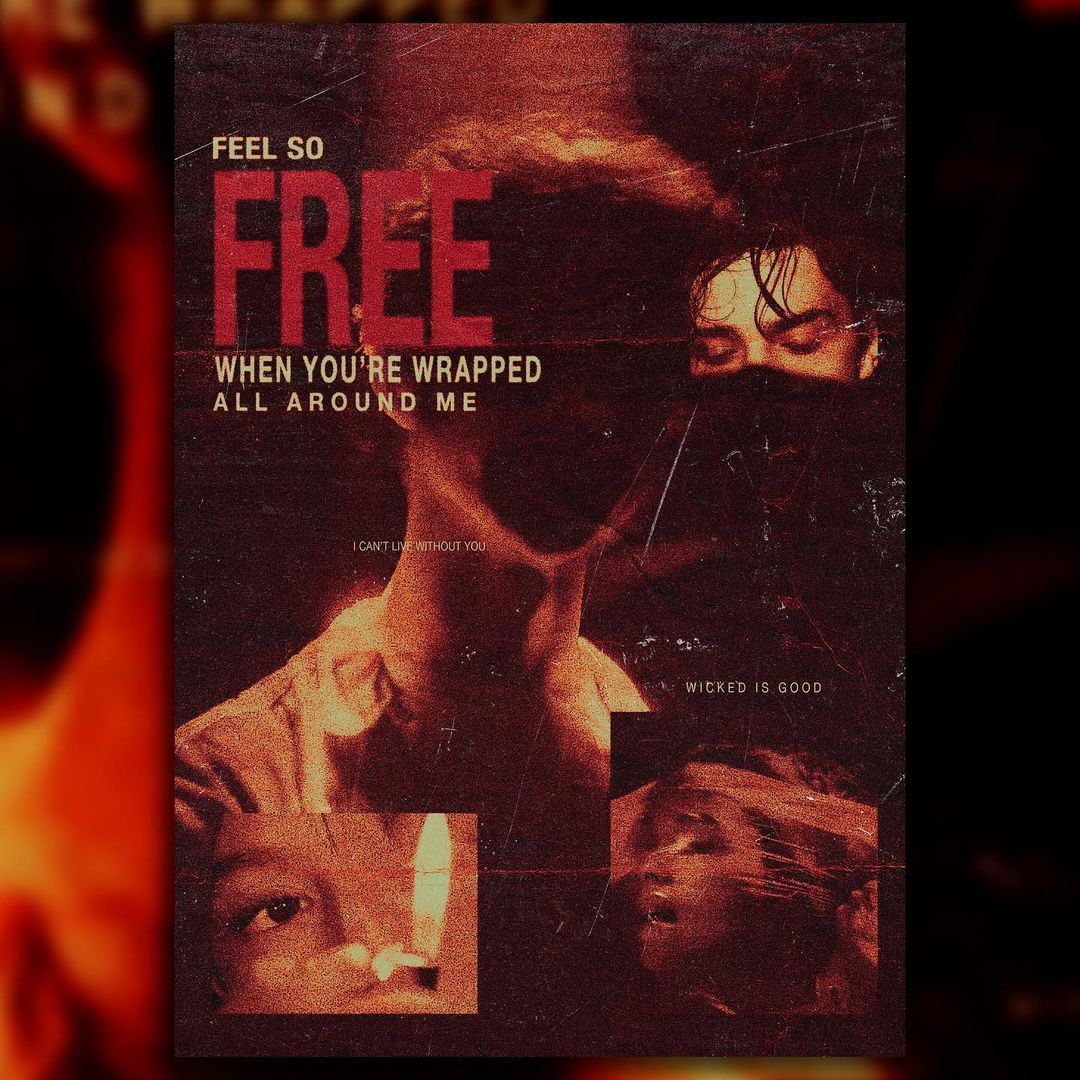 FEEL SO
FREE
WHEN YOU'RE WRAPPED
ALL AROUND ME
I CAN'T LIVE WITHOUT YOU.
WICKED IS GOOD